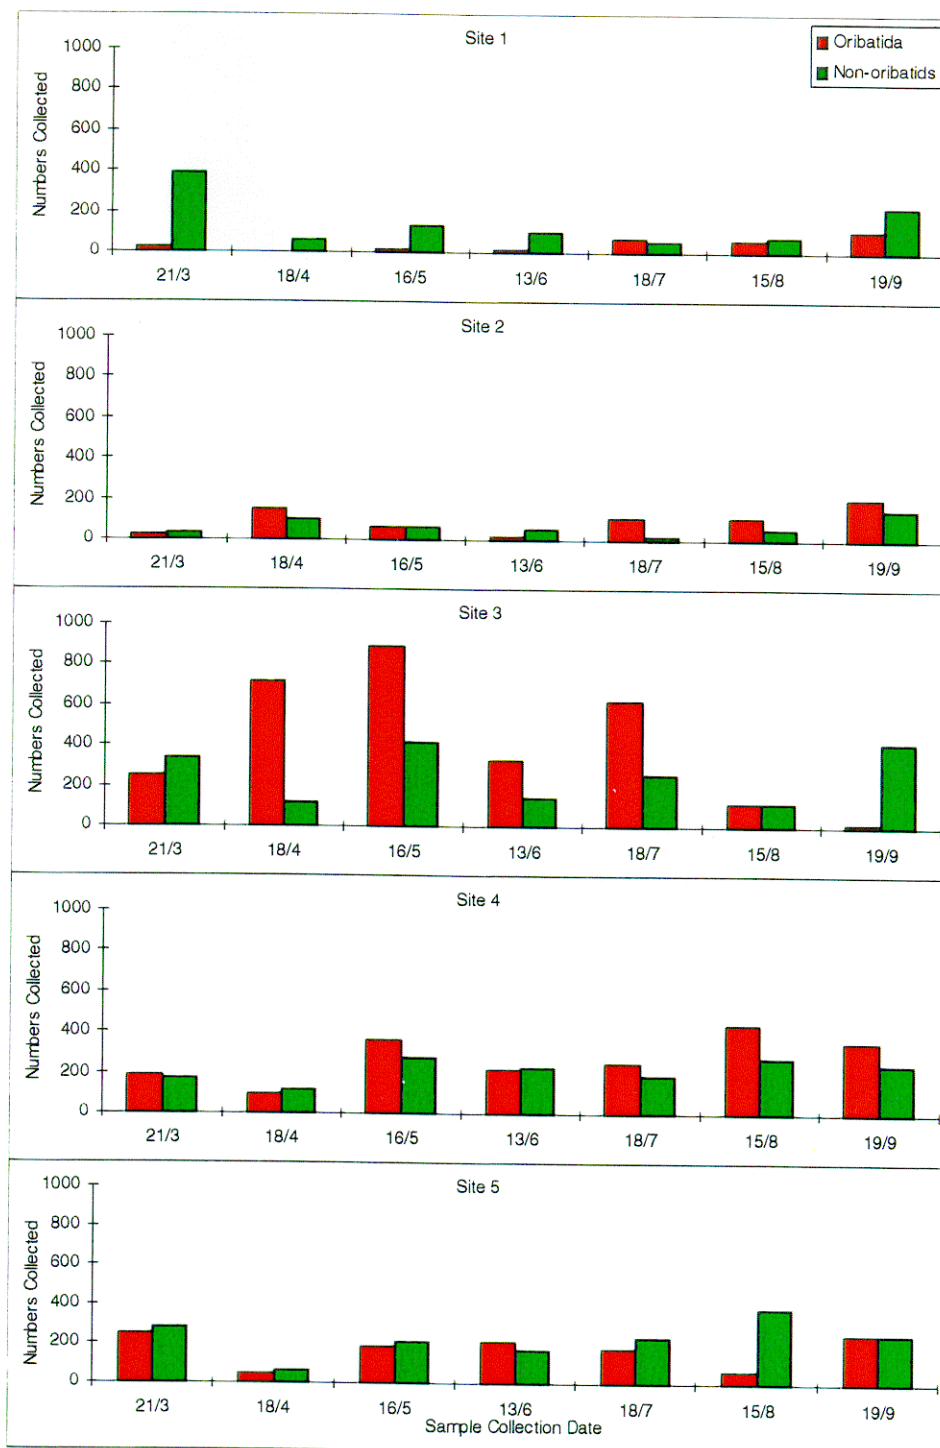 Site 1
Oribatida
Non-oribatids
Numbers Collected
1000
800
600
400
200
0
21/3 18/4 16/5 13/6 18/7 15/8 19/9
Site 2
Numbers Collected
1000
800
600
400
200
0
21/3 18/4 16/5 13/6 18/7 15/8 19/9
Site 3
Numbers Collected
1000
800
600
400
200
0
21/3 18/4 16/5 13/6 18/7 15/8 19/9
Site 4
Numbers Collected
1000
800
600
400
200
0
21/3 18/4 16/5 13/6 18/7 15/8 19/9
Site 5
Numbers Collected
1000
800
600
400
200
0
21/3 18/4 16/5 13/6 18/7 15/8 19/9
Sample Collection Date